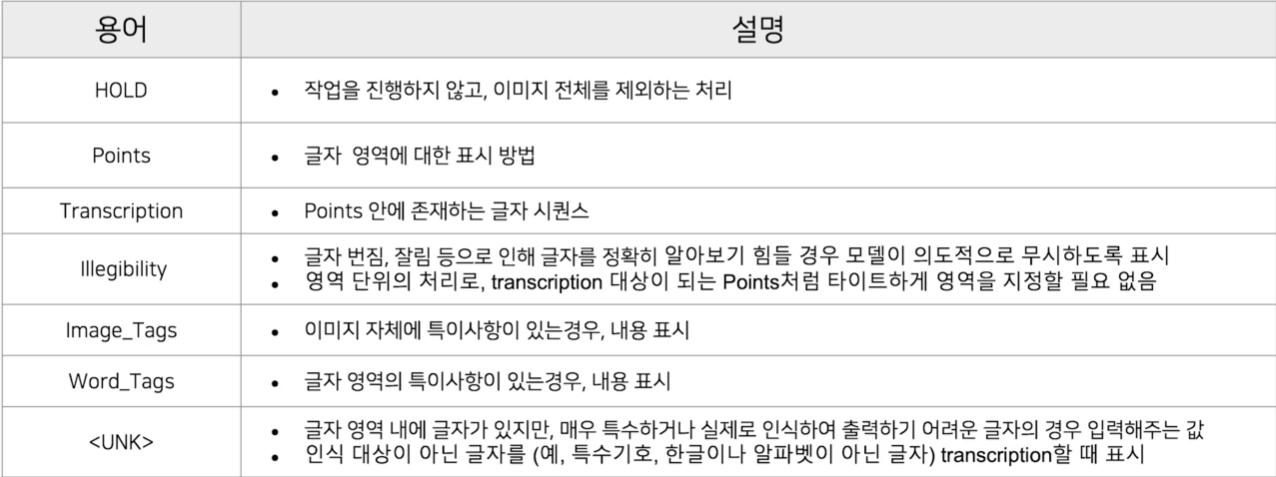 용어 설명
HOLD • 작업을 진행하지 않고, 이미지 전체를 제외하는 처리
Points • 글자 영역에 대한 표시 방법
Transcription • Points 안에 존재하는 글자 시퀀스
Illegibility • 글자 번짐, 잘림 등으로 인해 글자를 정확히 알아보기 힘들 경우 모델이 의도적으로 무시하도록 표시
• 영역 단위의 처리로, transcription 대상이 되는 Points처럼 타이트하게 영역을 지정할 필요 없음
Image_Tags • 이미지 자체에 특이사항이 있는경우, 내용 표시
Word_Tags • 글자 영역의 특이사항이 있는경우, 내용 표시
<UNK> • 글자 영역 내에 글자가 있지만, 매우 특수하거나 실제로 인식하여 출력하기 어려운 글자의 경우 입력해주는 값
• 인식 대상이 아닌 글자를 (예, 특수기호, 한글이나 알파벳이 아닌 글자) transcription할 때 표시